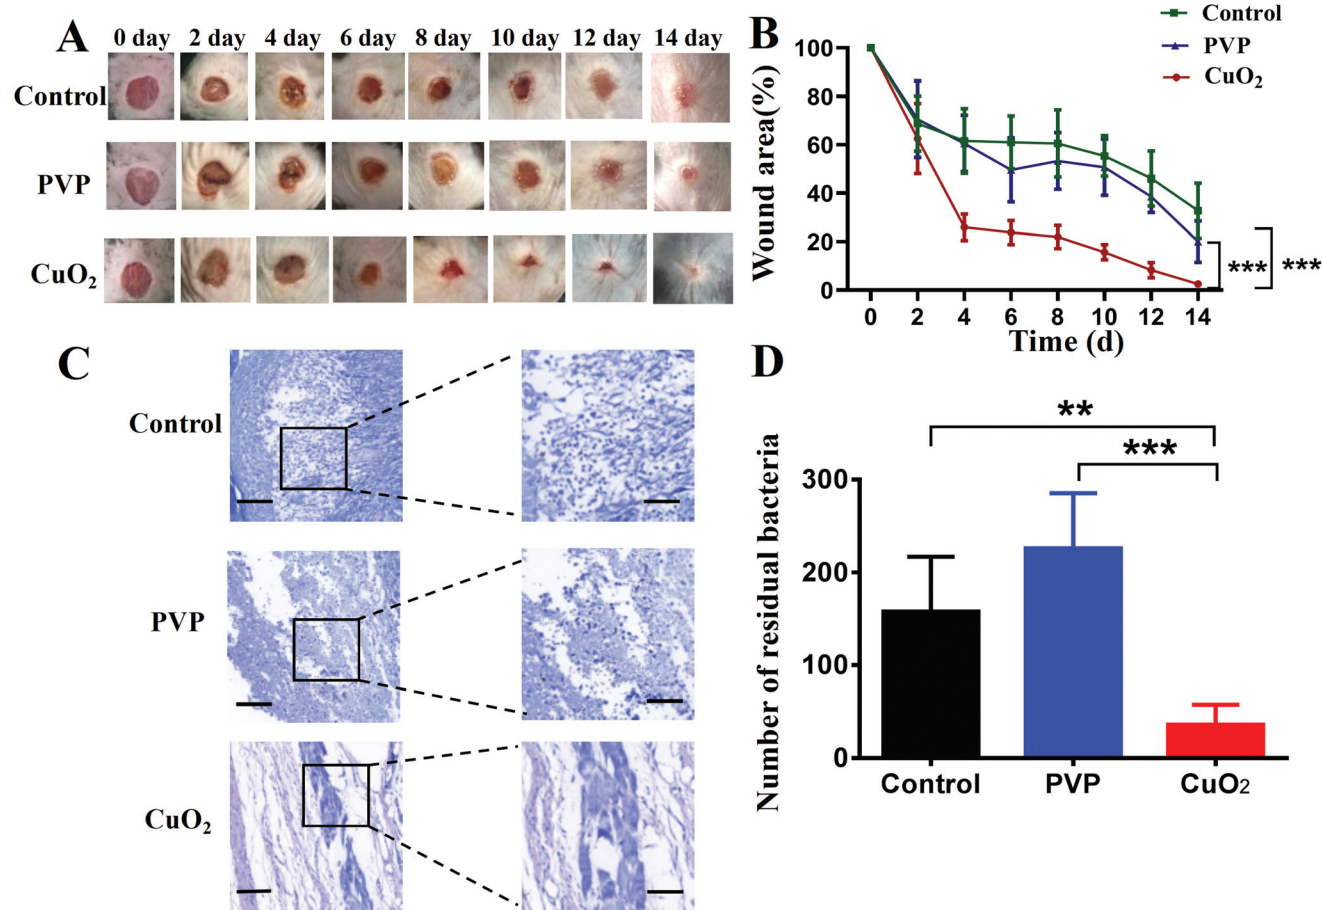 A
0 day 2 day 4 day 6 day 8 day 10 day 12 day 14 day
Control
PVP
CuO₂
B
Control
PVP
CuO₂
Wound area(%)
100
80
60
40
20
0
0 2 4 6 8 10 12 14
Time (d)
***
***
C
Control
PVP
CuO₂
D
**
***
Number of residual bacteria
300
200
100
0
Control PVP CuO₂